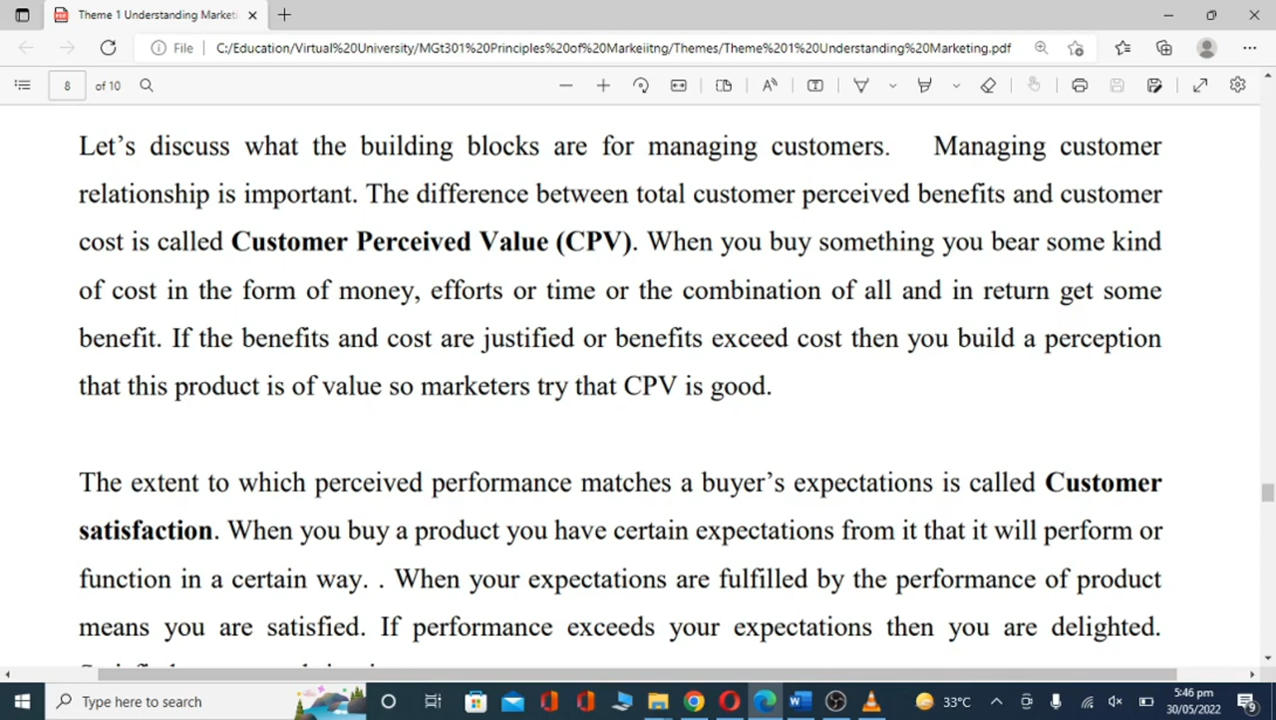 Theme 1 Understanding Marketi
File C:/Education/Virtual%20University/MGt301%20Principles%20of%20Markeiitng/Themes/Theme%201%20Understanding%20Marketing.pdf
8 of 10
Let’s discuss what the building blocks are for managing customers. Managing customer
relationship is important. The difference between total customer perceived benefits and customer
cost is called Customer Perceived Value (CPV). When you buy something you bear some kind
of cost in the form of money, efforts or time or the combination of all and in return get some
benefit. If the benefits and cost are justified or benefits exceed cost then you build a perception
that this product is of value so marketers try that CPV is good.
The extent to which perceived performance matches a buyer’s expectations is called Customer
satisfaction. When you buy a product you have certain expectations from it that it will perform or
function in a certain way. . When your expectations are fulfilled by the performance of product
means you are satisfied. If performance exceeds your expectations then you are delighted.
Type here to search
33°C
5:46 pm
30/05/2022
9